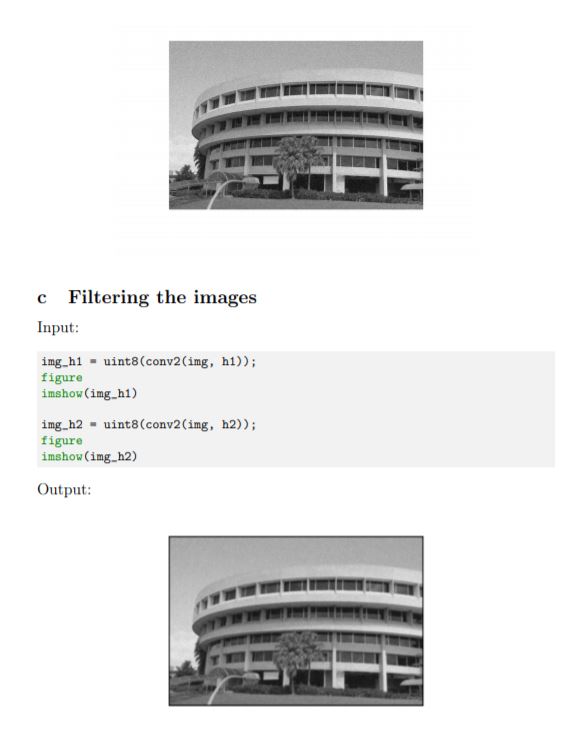 c Filtering the images
Input:
img_h1 = uint8(conv2(img, h1));
figure
imshow(img_h1)
img_h2 = uint8(conv2(img, h2));
figure
imshow(img_h2)
Output: